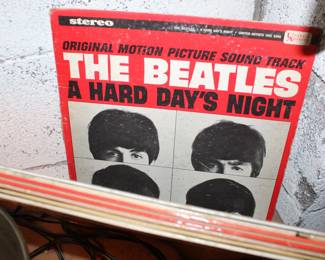 stereo
ORIGINAL MOTION PICTURE SOUND TRACK
THE BEATLES
A HARD DAY'S NIGHT